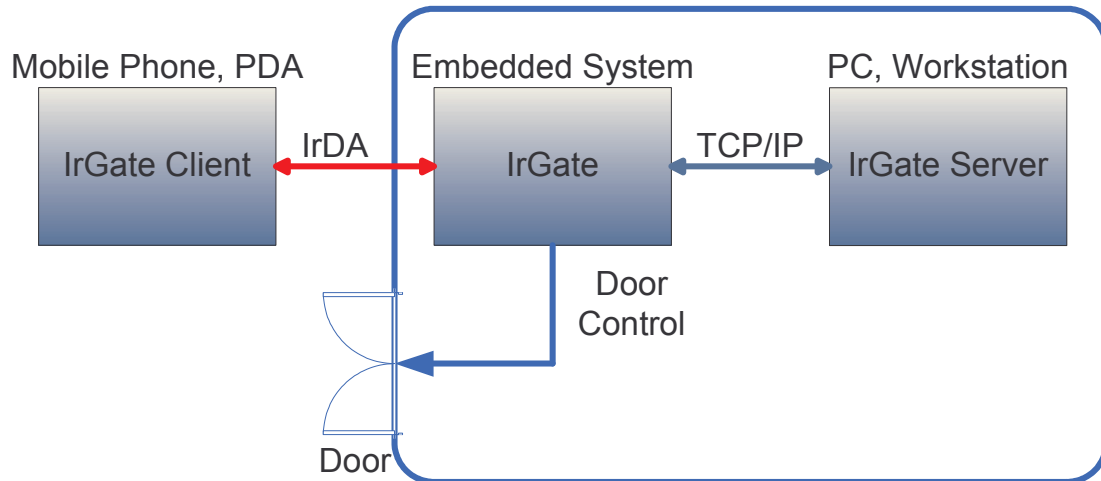 Mobile Phone, PDA
Embedded System
PC, Workstation
IrGate Client
IrDA
IrGate
TCP/IP
IrGate Server
Door
Control
Door